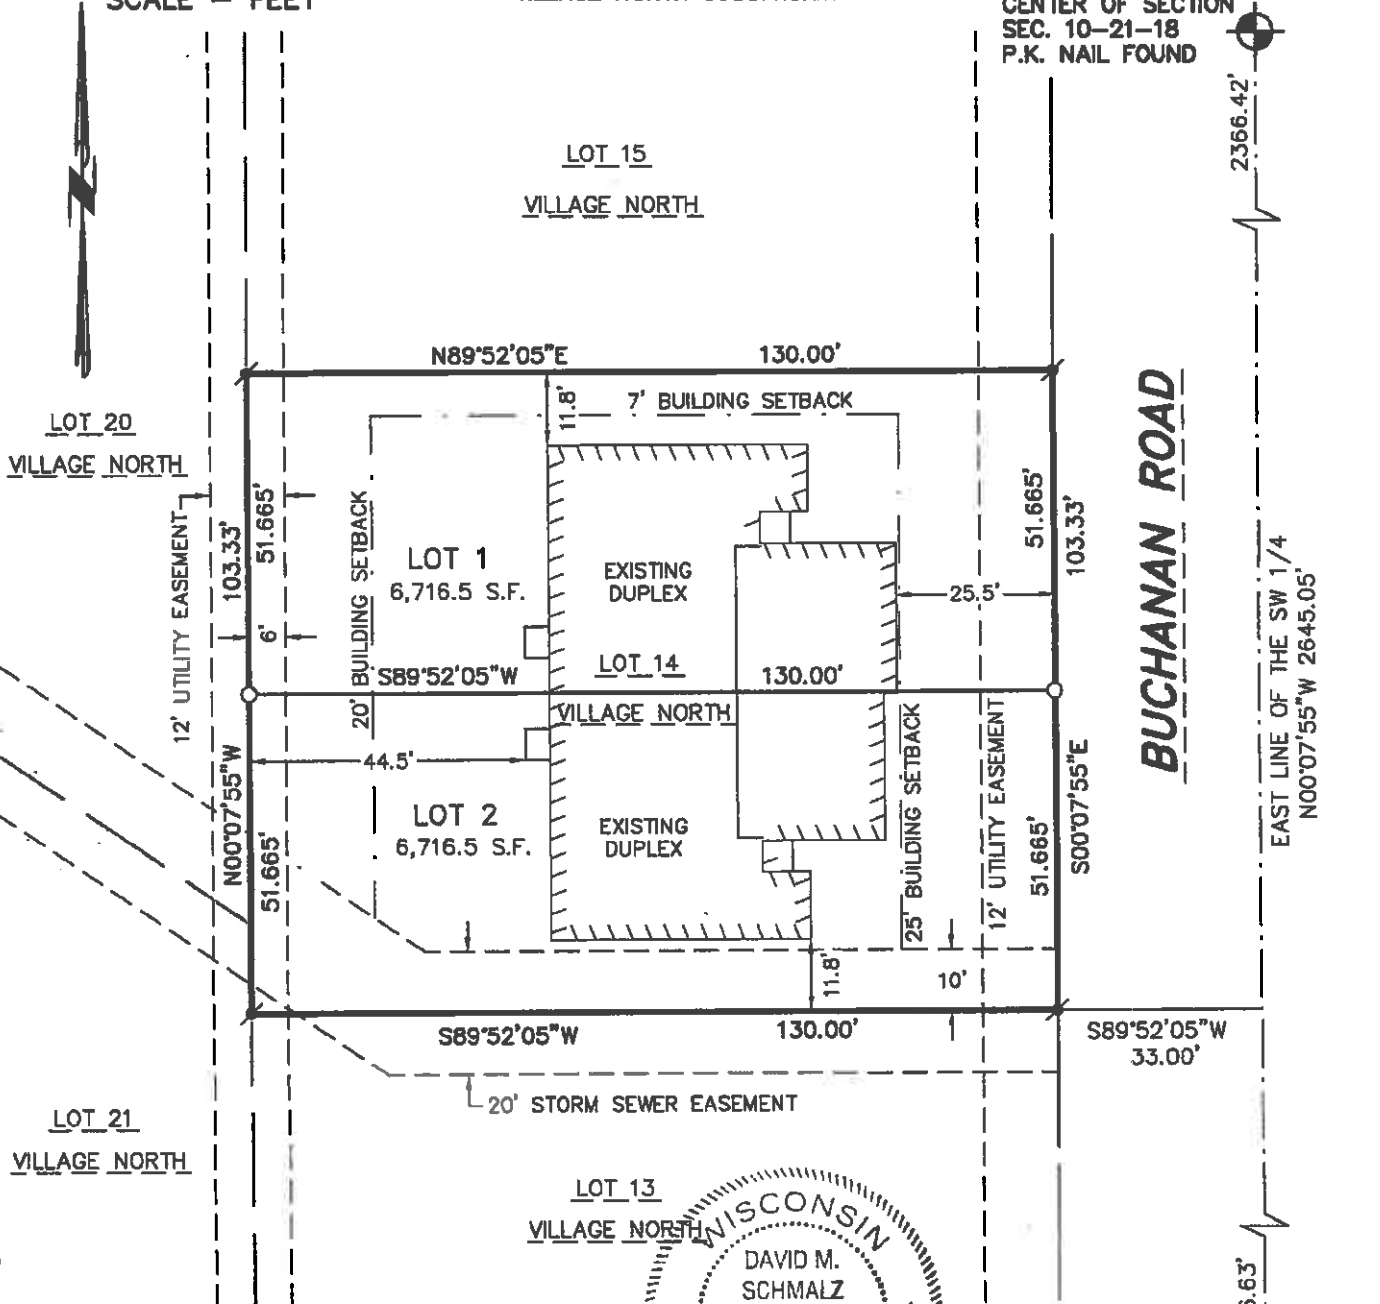 SCALE – FEET
CENTER OF SECTION
SEC. 10–21–18
P.K. NAIL FOUND
2366.42'
LOT 15
VILLAGE NORTH
N89°52'05"E
130.00'
11.8'
7' BUILDING SETBACK
LOT 20
VILLAGE NORTH
12' UTILITY EASEMENT
103.33'
51.665'
6'
20' BUILDING SETBACK
LOT 1
6,716.5 S.F.
EXISTING
DUPLEX
25.5'
51.665'
103.33'
BUCHANAN ROAD
EAST LINE OF THE SW 1/4
N00°07'55"W 2645.05'
S89°52'05"W
LOT 14
130.00'
VILLAGE NORTH
44.5'
N00°07'55"W
51.665'
LOT 2
6,716.5 S.F.
EXISTING
DUPLEX
25' BUILDING SETBACK
12' UTILITY EASEMENT
51.665'
S00°07'55"E
11.8'
10'
S89°52'05"W
130.00'
S89°52'05"W
33.00'
20' STORM SEWER EASEMENT
LOT 21
VILLAGE NORTH
LOT 13
VILLAGE NORTH
WISCONSIN
DAVID M.
SCHMALZ
.63'